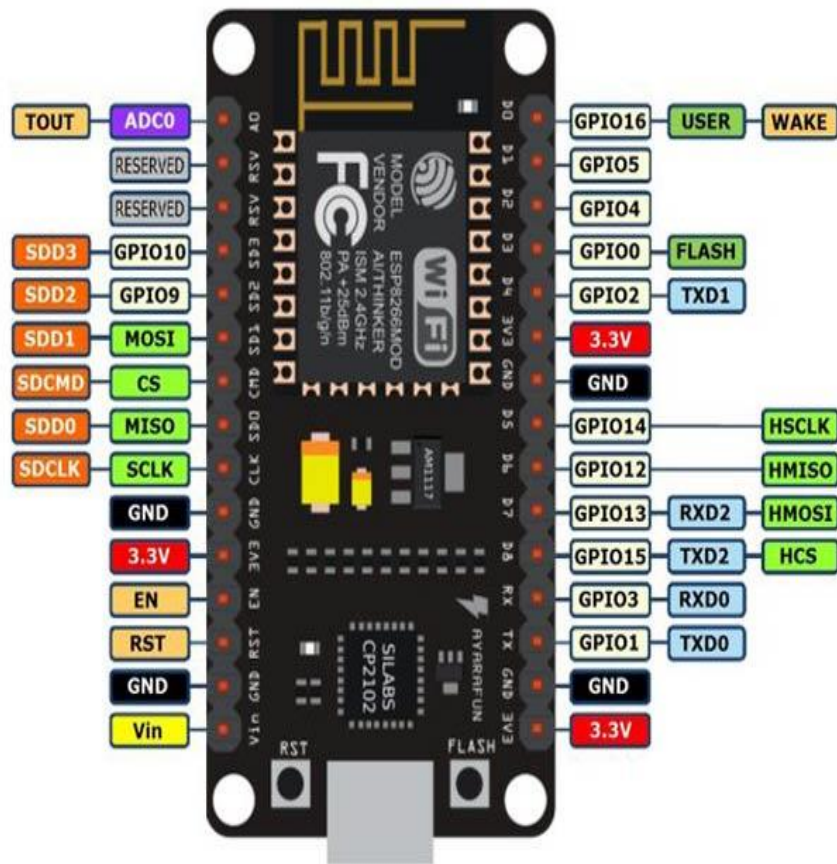 TOUT ADC0 A0 D0 GPIO16 USER WAKE
RESERVED RSV D1 GPIO5
RESERVED RSV D2 GPIO4
SDD3 GPIO10 SD3 D3 GPIO0 FLASH
SDD2 GPIO9 SD2 D4 GPIO2 TXD1
SDD1 MOSI SD1 3V3 3.3V
SDCMD CS CMD GND GND
SDD0 MISO SD0 D5 GPIO14 HSCLK
SDCLK SCLK CLK D6 GPIO12 HMISO
GND GND D7 GPIO13 RXD2 HMOSI
3.3V 3V3 D8 GPIO15 TXD2 HCS
EN EN RX GPIO3 RXD0
RST RST TX GPIO1 TXD0
GND GND GND GND
Vin Vin 3V3 3.3V
MODEL ESP8266MOD
VENDOR AI/THINKER
ISM 2.4GHz
PA +25dBm
802.11b/g/n
FC
Wi Fi
AM1117
SILABS
CP2102
AYARAFUN
RST FLASH